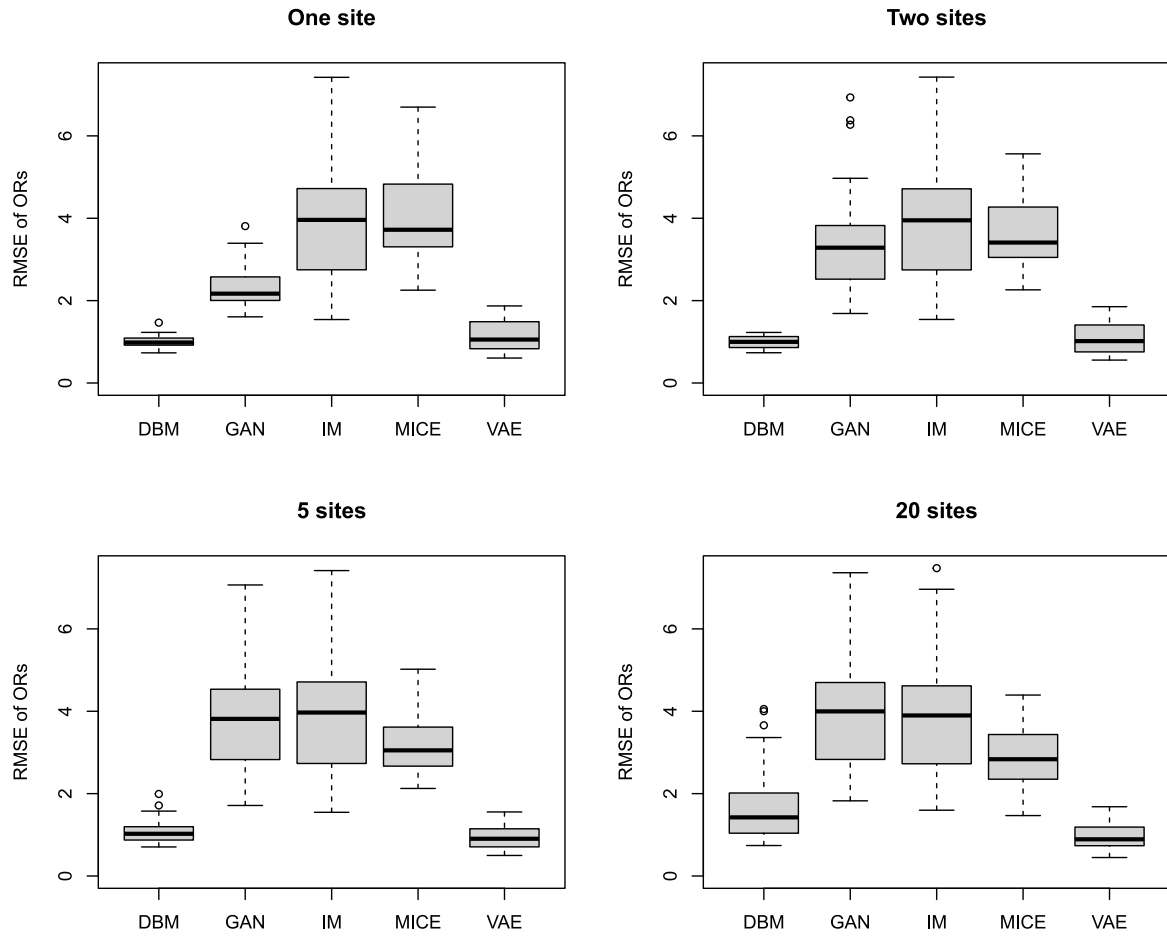 One site
RMSE of ORs
6
4
2
0
DBM GAN IM MICE VAE
Two sites
RMSE of ORs
6
4
2
0
DBM GAN IM MICE VAE
5 sites
RMSE of ORs
6
4
2
0
DBM GAN IM MICE VAE
20 sites
RMSE of ORs
6
4
2
0
DBM GAN IM MICE VAE